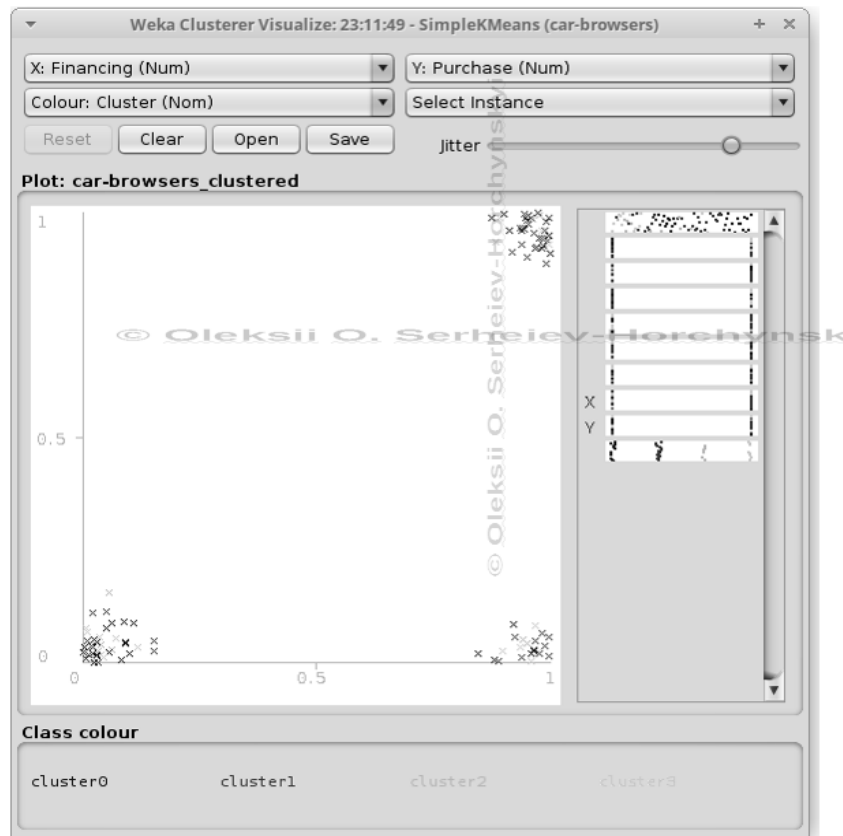 Weka Clusterer Visualize: 23:11:49 - SimpleKMeans (car-browsers)
X: Financing (Num)
Y: Purchase (Num)
Colour: Cluster (Nom)
Select Instance
Reset
Clear
Open
Save
Jitter
Plot: car-browsers_clustered
1
0.5
0
0
0.5
1
X
Y
© Oleksii O. Serheiev-Horchynsk
© Oleksii O. Serheiev-Horchynskyi
Class colour
cluster0
cluster1
cluster2
cluster3